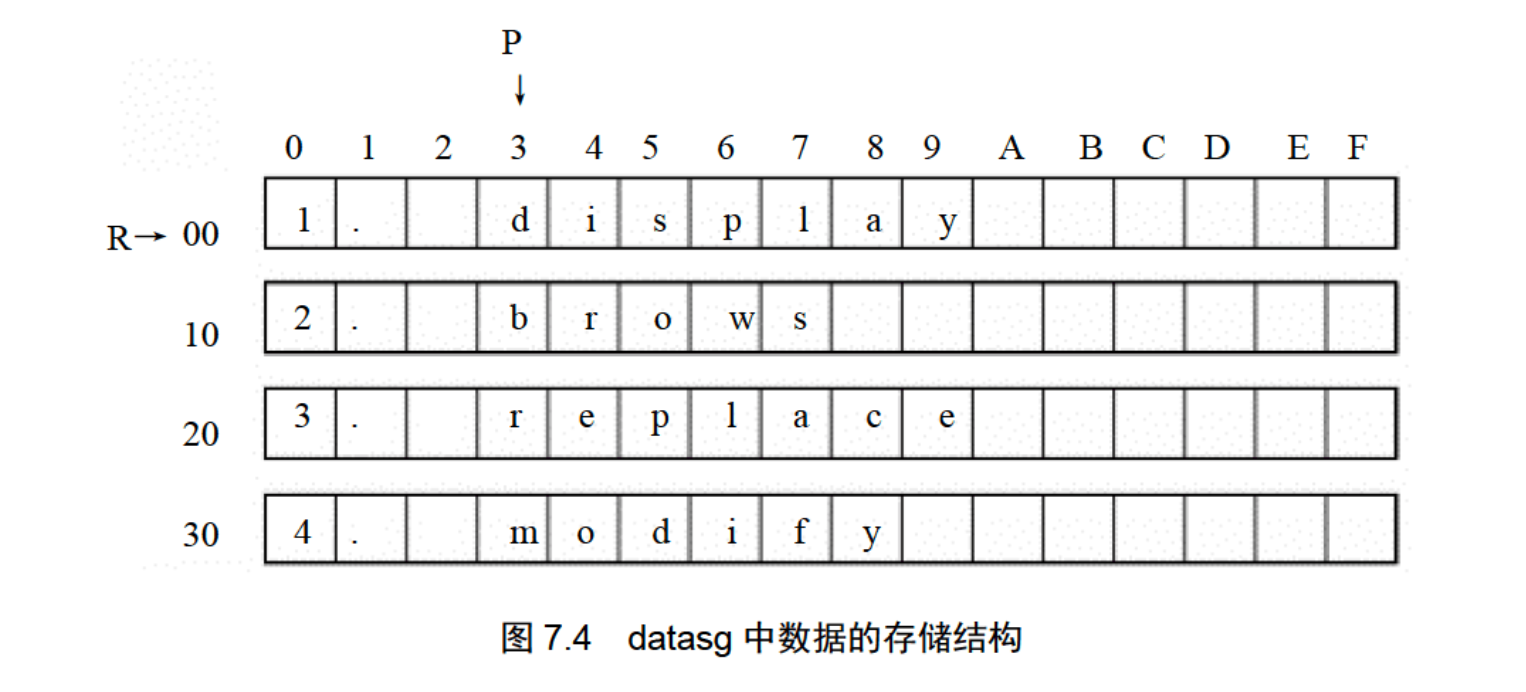 P
↓
0 1 2 3 4 5 6 7 8 9 A B C D E F
R→ 00 1 . d i s p l a y
10 2 . b r o w s
20 3 . r e p l a c e
30 4 . m o d i f y
图 7.4 datasg 中数据的存储结构